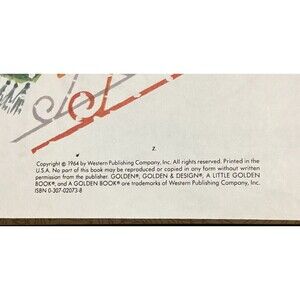 Z.
Copyright © 1964 by Western Publishing Company, Inc. All rights reserved. Printed in the
U.S.A. No part of this book may be reproduced or copied in any form without written
permission from the publisher. GOLDEN®, GOLDEN & DESIGN®, A LITTLE GOLDEN
BOOK®, and A GOLDEN BOOK® are trademarks of Western Publishing Company, Inc.
ISBN 0-307-02073-8